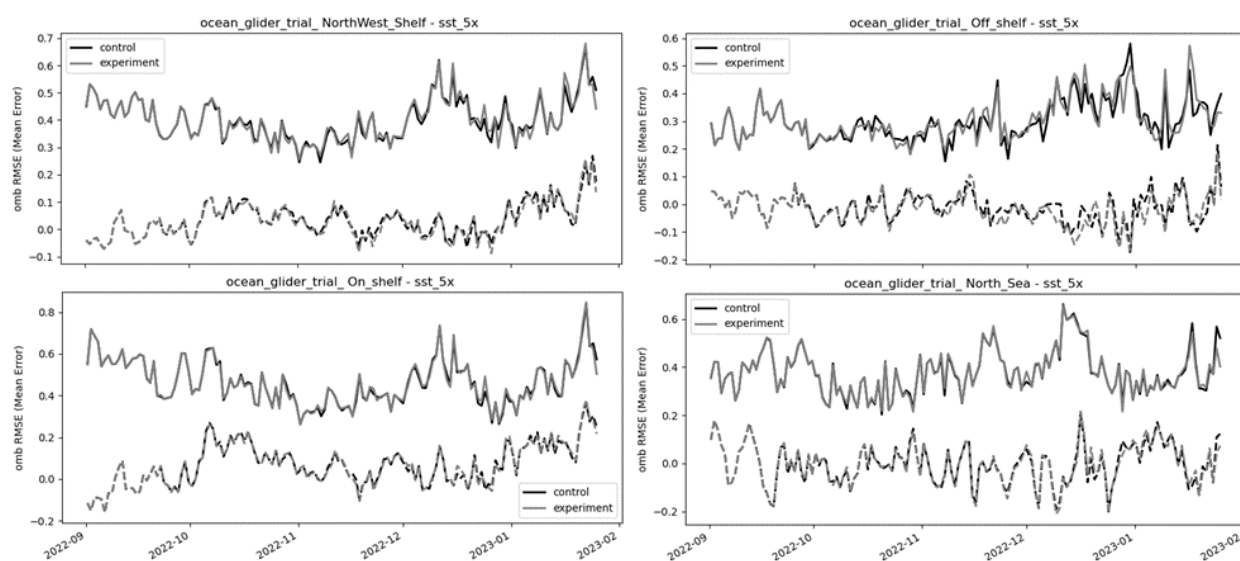 ocean_glider_trial_ NorthWest_Shelf - sst_5x
omb RMSE (Mean Error)
0.7
0.6
0.5
0.4
0.3
0.2
0.1
0.0
−0.1
control
experiment
ocean_glider_trial_ Off_shelf - sst_5x
omb RMSE (Mean Error)
0.6
0.5
0.4
0.3
0.2
0.1
0.0
−0.1
−0.2
control
experiment
ocean_glider_trial_ On_shelf - sst_5x
omb RMSE (Mean Error)
0.8
0.6
0.4
0.2
0.0
−0.2
control
experiment
2022-09
2022-10
2022-11
2022-12
2023-01
2023-02
ocean_glider_trial_ North_Sea - sst_5x
omb RMSE (Mean Error)
0.6
0.4
0.2
0.0
−0.2
control
experiment
2022-09
2022-10
2022-11
2022-12
2023-01